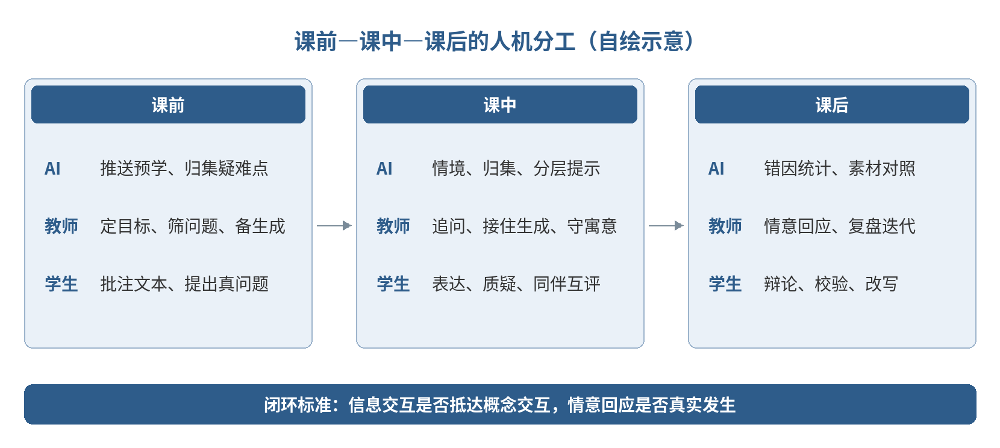 课前—课中—课后的人机分工（自绘示意）
课前
AI 推送预学、归集疑难点
教师 定目标、筛问题、备生成
学生 批注文本、提出真问题
课中
AI 情境、归集、分层提示
教师 追问、接住生成、守寓意
学生 表达、质疑、同伴互评
课后
AI 错因统计、素材对照
教师 情意回应、复盘迭代
学生 辩论、校验、改写
闭环标准：信息交互是否抵达概念交互，情意回应是否真实发生